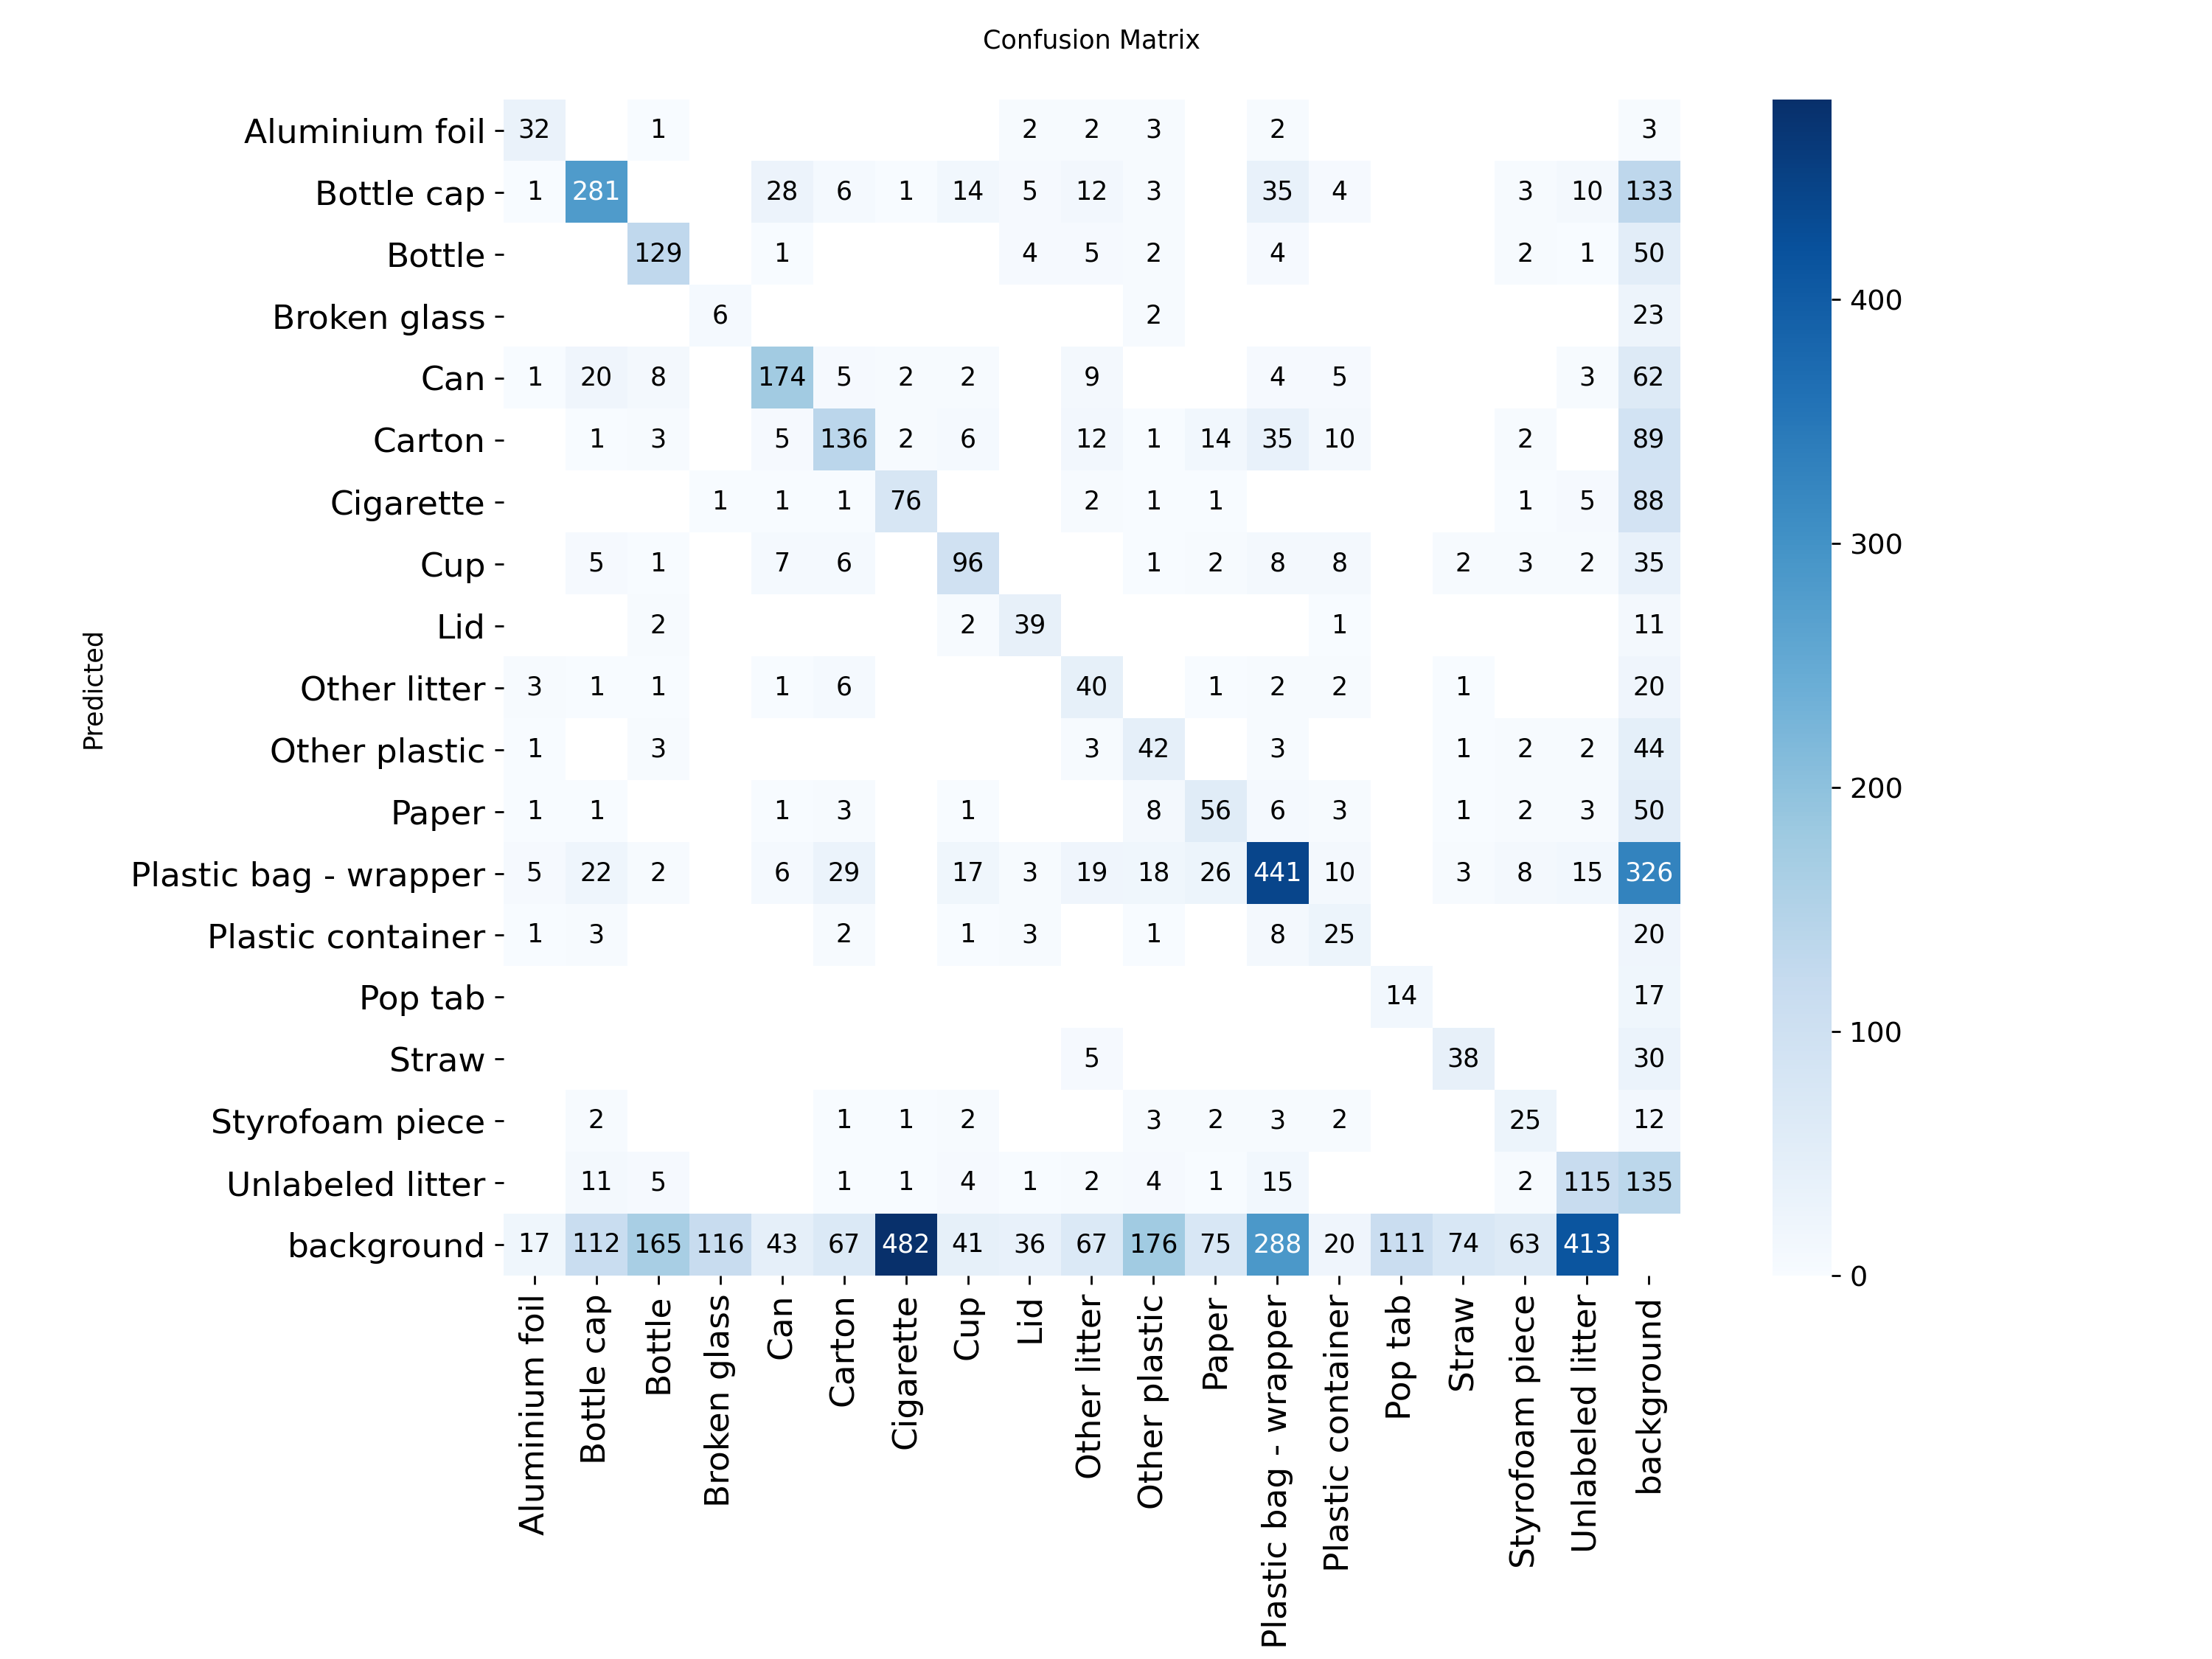 Confusion Matrix
Aluminium foil 32 1 2 2 3 2 3
Bottle cap 1 281 28 6 1 14 5 12 3 35 4 3 10 133
Bottle 129 1 4 5 2 4 2 1 50
Broken glass 6 2 23
Can 1 20 8 174 5 2 2 9 4 5 3 62
400
Carton 1 3 5 136 2 6 12 1 14 35 10 2 89
Cigarette 1 1 1 76 2 1 1 1 5 88
Cup 5 1 7 6 96 1 2 8 8 2 3 2 35
300
Lid 2 2 39 1 11
Predicted
Other litter 3 1 1 1 6 40 1 2 2 1 20
Other plastic 1 3 3 42 3 1 2 2 44
200
Paper 1 1 1 3 1 8 56 6 3 1 2 3 50
Plastic bag - wrapper 5 22 2 6 29 17 3 19 18 26 441 10 3 8 15 326
Plastic container 1 3 2 1 3 1 8 25 20
Pop tab 14 17
100
Straw 5 38 30
Styrofoam piece 2 1 1 2 3 2 3 2 25 12
Unlabeled litter 11 5 1 1 4 1 2 4 1 15 2 115 135
background 17 112 165 116 43 67 482 41 36 67 176 75 288 20 111 74 63 413
0
Aluminium foil
Bottle cap
Bottle
Broken glass
Can
Carton
Cigarette
Cup
Lid
Other litter
Other plastic
Paper
Plastic bag - wrapper
Plastic container
Pop tab
Straw
Styrofoam piece
Unlabeled litter
background